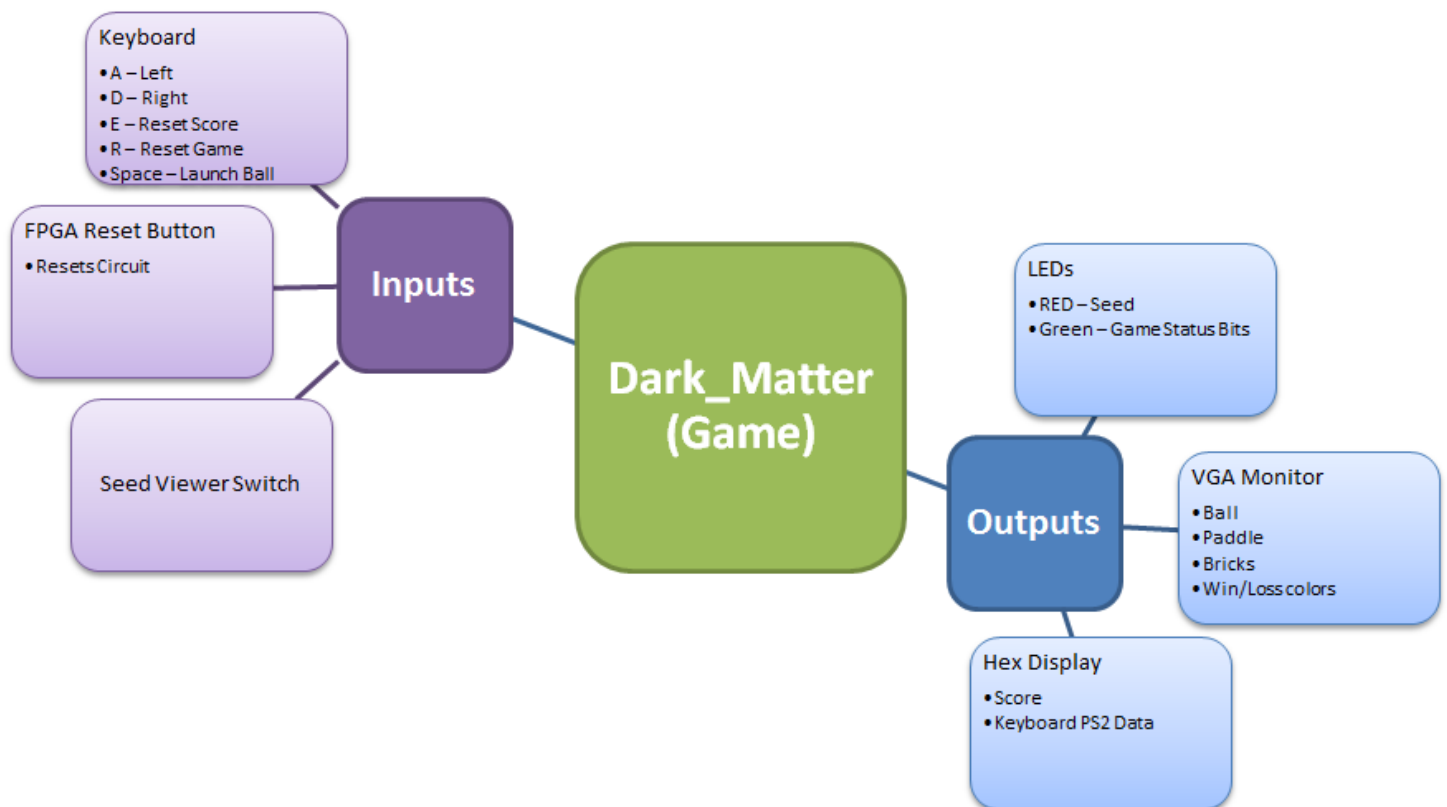 Keyboard
•A – Left
•D – Right
•E – Reset Score
•R – Reset Game
•Space – Launch Ball
FPGA Reset Button
•Resets Circuit
Seed Viewer Switch
Inputs
Dark_Matter
(Game)
Outputs
LEDs
•RED – Seed
•Green – Game Status Bits
VGA Monitor
•Ball
•Paddle
•Bricks
•Win/Loss colors
Hex Display
•Score
•Keyboard PS2 Data